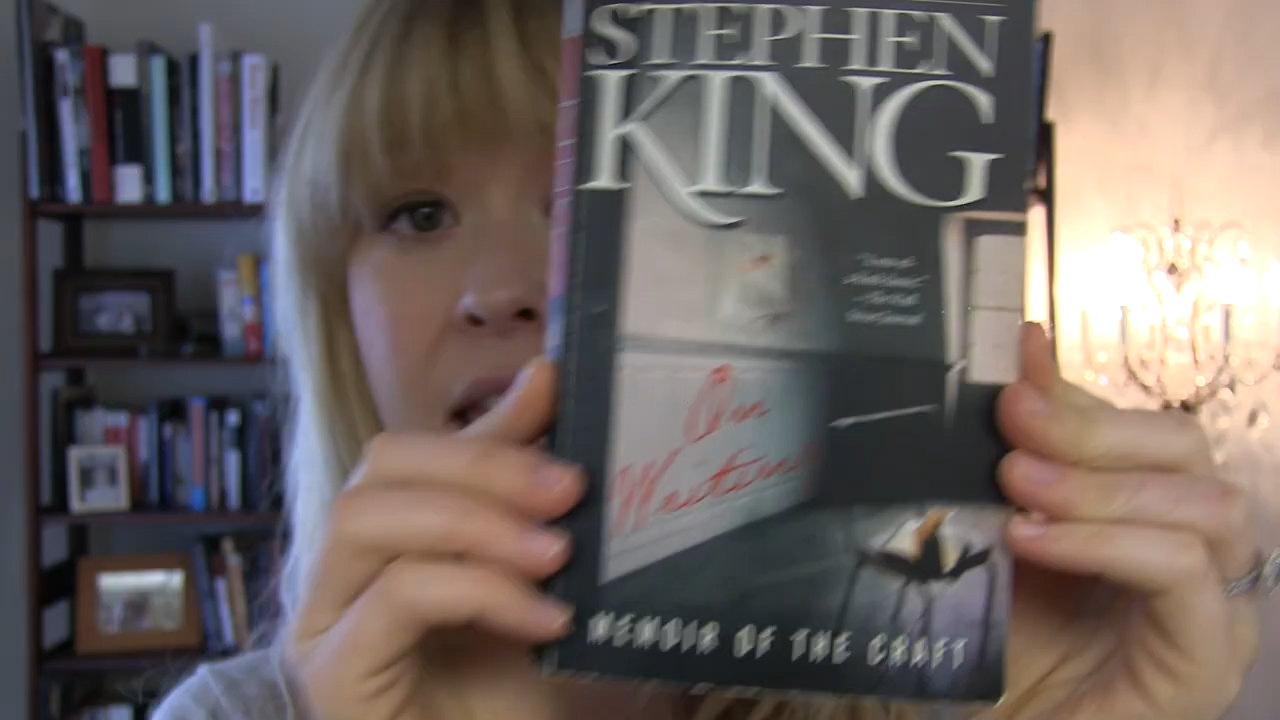 STEPHEN
KING
On
Writing
MEMOIR OF THE CRAFT